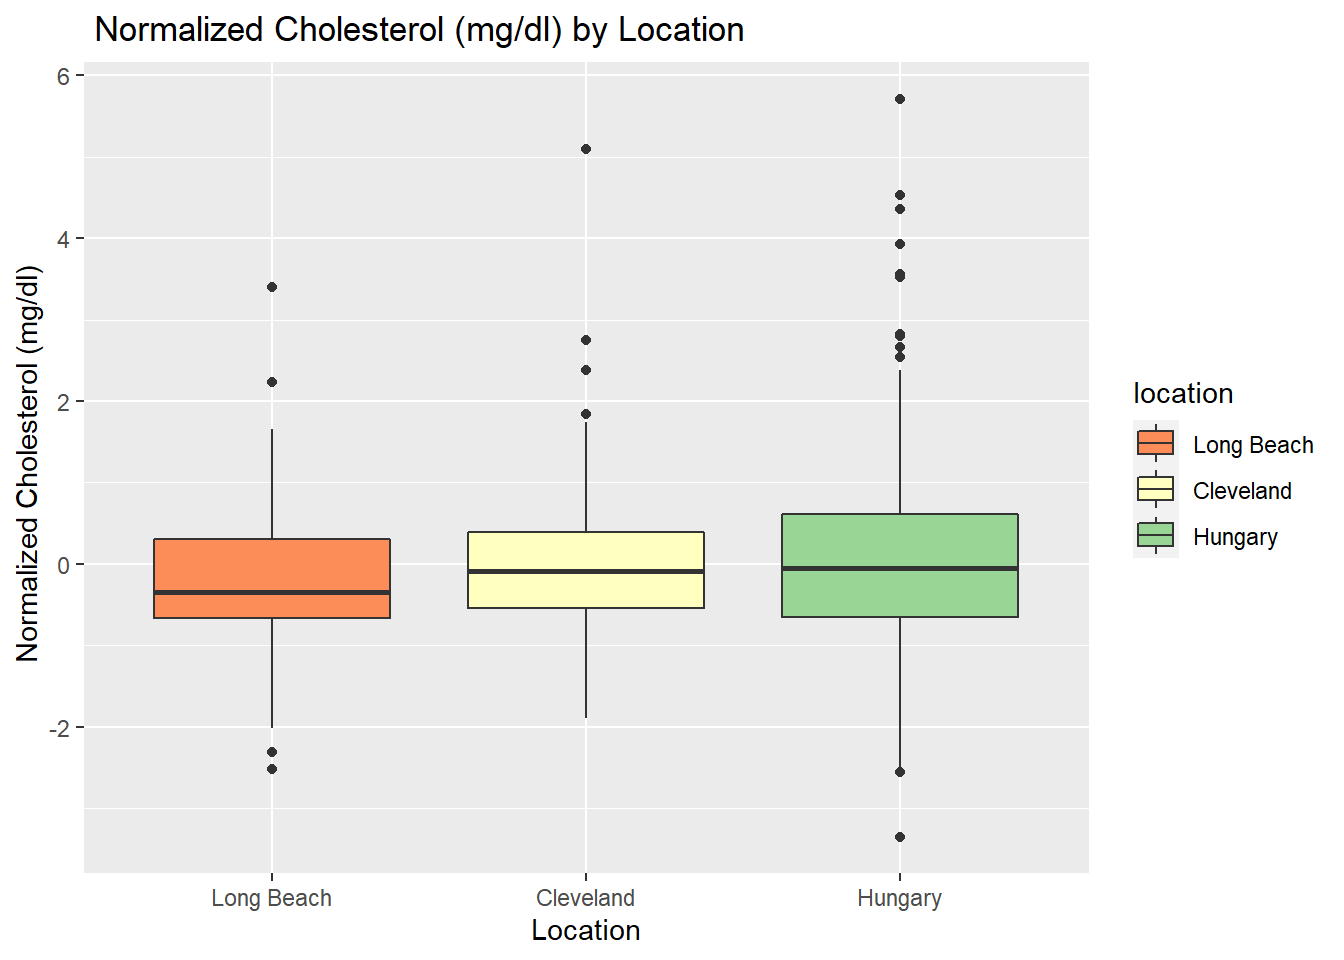 Normalized Cholesterol (mg/dl) by Location
Normalized Cholesterol (mg/dl)
6
4
2
0
-2
Long Beach
Cleveland
Hungary
Location
location
Long Beach
Cleveland
Hungary